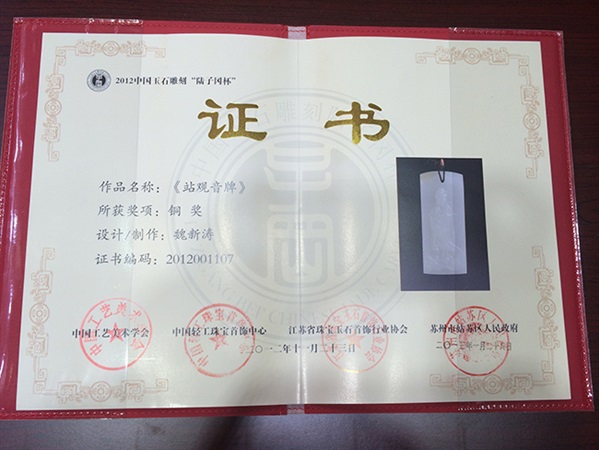 2012中国玉石雕刻“陆子冈杯”
证书
作品名称：《站观音牌》
所获奖项：铜 奖
设计/制作：魏新涛
证书编码：2012001107
中国工艺美术学会 中国轻工珠宝首饰中心 江苏省珠宝玉石首饰行业协会 苏州市姑苏区人民政府
二〇一二年十一月二十三日